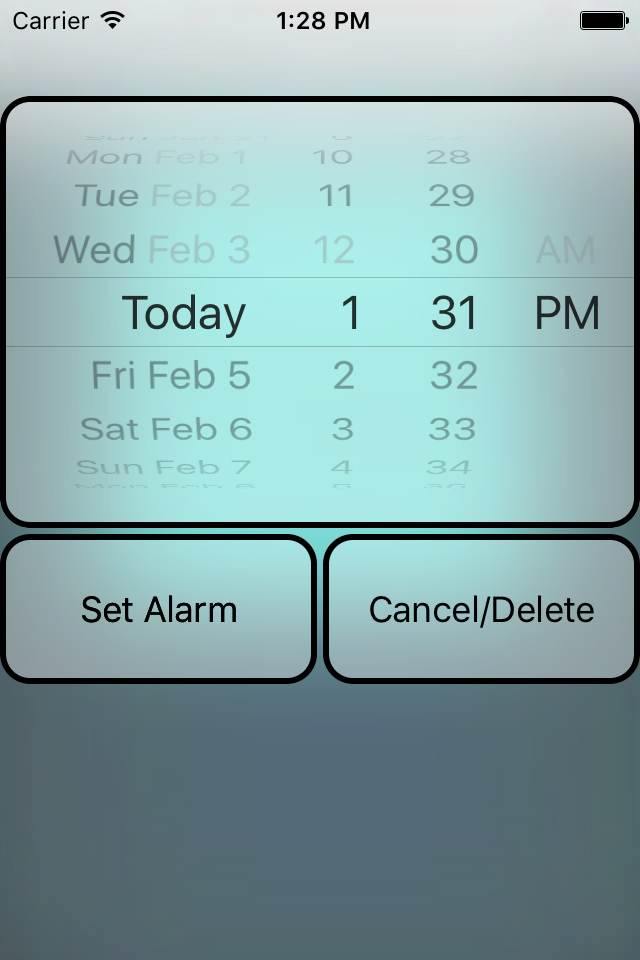 Carrier 1:28 PM
Mon Feb 1 10 28
Tue Feb 2 11 29
Wed Feb 3 12 30 AM
Today 1 31 PM
Fri Feb 5 2 32
Sat Feb 6 3 33
Sun Feb 7 4 34
Set Alarm Cancel/Delete